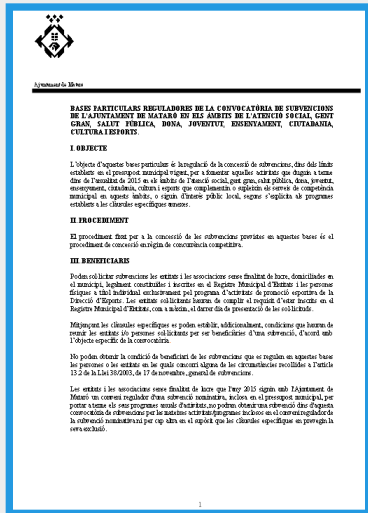 Ajuntament de Mataró
BASES PARTICULARS REGULADORES DE LA CONVOCATÒRIA DE SUBVENCIONS
DE L'AJUNTAMENT DE MATARÓ EN ELS ÀMBITS DE L'ATENCIÓ SOCIAL, GENT
GRAN, SALUT PÚBLICA, DONA, JOVENTUT, ENSENYAMENT, CIUTADANIA,
CULTURA I ESPORTS.
I. OBJECTE
L'objecte d'aquestes bases particulars és la regulació de la concessió de subvencions, dins dels límits
establerts en el pressupost municipal vigent, per a fomentar aquelles activitats que duguin a terme
dins de l'anualitat de 2015 en els àmbits de l'atenció social, gent gran, salut pública, dona, joventut,
ensenyament, ciutadania, cultura i esports que complementin o supleixin els serveis de competència
municipal en aquests àmbits, o siguin d'interès públic local, segons s'explicita als programes
establerts a les clàusules específiques annexes.
II. PROCEDIMENT
El procediment fixat per a la concessió de les subvencions previstes en aquestes bases és el
procediment de concessió en règim de concurrència competitiva.
III. BENEFICIARIS
Poden sol·licitar subvencions les entitats i les associacions sense finalitat de lucre, domiciliades en
el municipi, legalment constituïdes i inscrites en el Registre Municipal d'Entitats i les persones
físiques a títol individual exclusivament pel programa d'activitats de promoció esportiva de la
Direcció d'Esports. Les entitats sol·licitants hauran de complir el requisit d'estar inscrits en el
Registre Municipal d'Entitats, com a màxim, el darrer dia de presentació de les sol·licituds.
Mitjançant les clàusules específiques es poden establir, addicionalment, condicions que hauran de
reunir les entitats i/o persones sol·licitants per ser beneficiàries d'una subvenció, d'acord amb
l'objecte específic de la convocatòria.
No poden obtenir la condició de beneficiari de les subvencions que es regulen en aquestes bases
les persones o les entitats en les quals concorri alguna de les circumstàncies recollides a l'article
13.2 de la Llei 38/2003, de 17 de novembre, general de subvencions.
Les entitats i les associacions sense finalitat de lucre que l'any 2015 signin amb l'Ajuntament de
Mataró un conveni regulador d'una subvenció nominativa, inclosa en el pressupost municipal, per
portar a terme els seus programes anuals d'activitats, no podran obtenir una subvenció dins d'aquesta
convocatòria de subvencions per les mateixes activitats/programes inclosos en el conveni regulador de
la subvenció nominativa ni per cap altra en el supòsit que les clàusules específiques en prevegin la
seva exclusió.
1